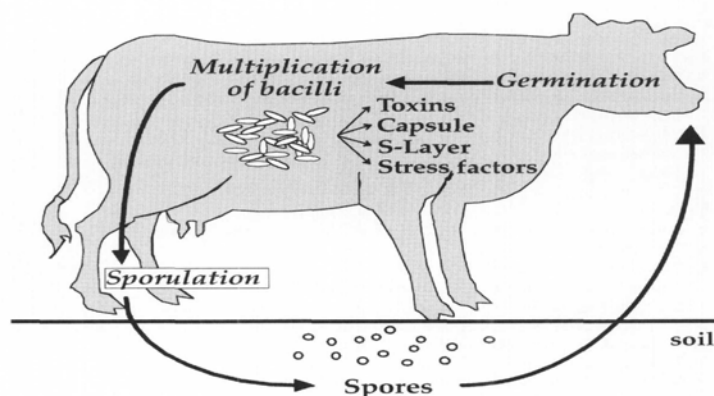 Multiplication
of bacilli
Germination
Toxins
Capsule
S-Layer
Stress factors
Sporulation
soil
Spores